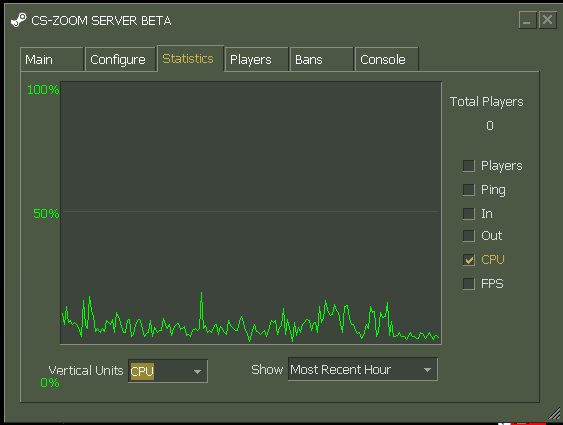 CS-ZOOM SERVER BETA
Main Configure Statistics Players Bans Console
100%
50%
0%
Total Players
0
Players
Ping
In
Out
CPU
FPS
Vertical Units CPU Show Most Recent Hour